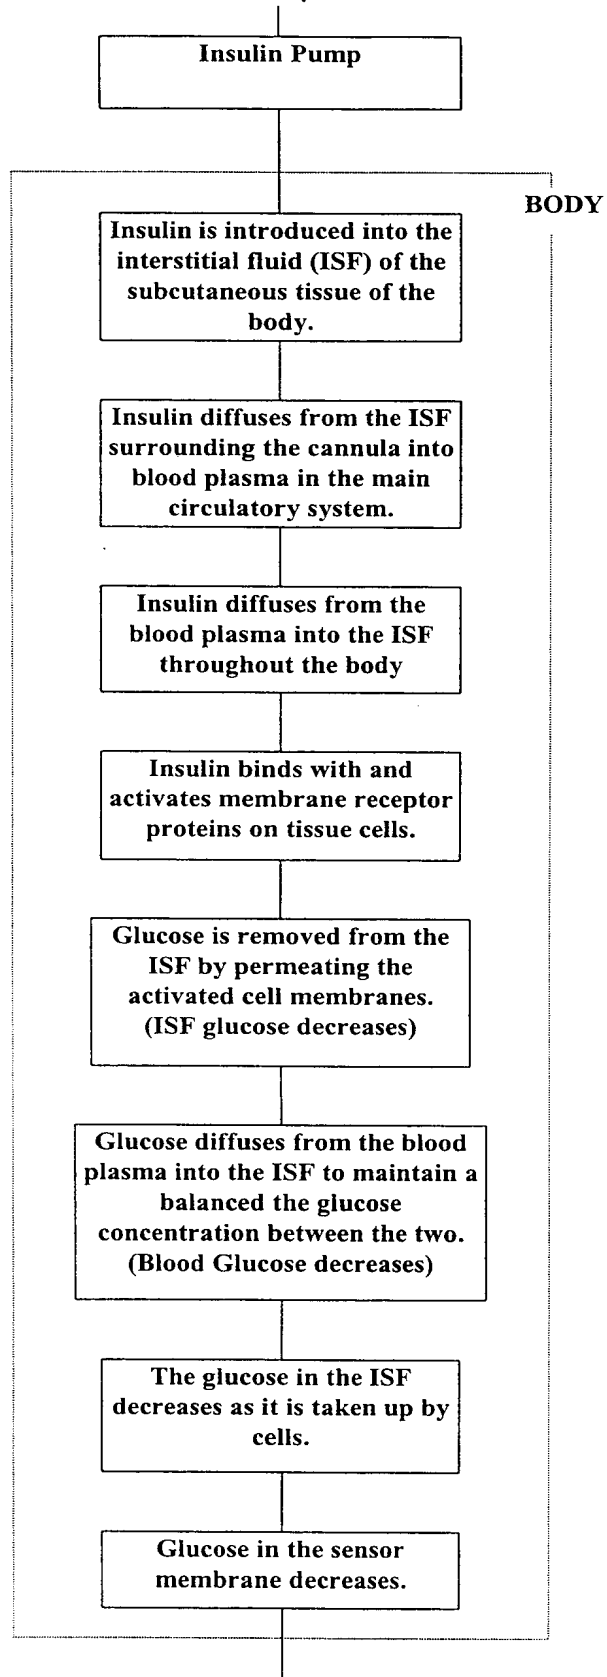 Insulin Pump
BODY
Insulin is introduced into the
interstitial fluid (ISF) of the
subcutaneous tissue of the
body.
Insulin diffuses from the ISF
surrounding the cannula into
blood plasma in the main
circulatory system.
Insulin diffuses from the
blood plasma into the ISF
throughout the body
Insulin binds with and
activates membrane receptor
proteins on tissue cells.
Glucose is removed from the
ISF by permeating the
activated cell membranes.
(ISF glucose decreases)
Glucose diffuses from the blood
plasma into the ISF to maintain a
balanced the glucose
concentration between the two.
(Blood Glucose decreases)
The glucose in the ISF
decreases as it is taken up by
cells.
Glucose in the sensor
membrane decreases.